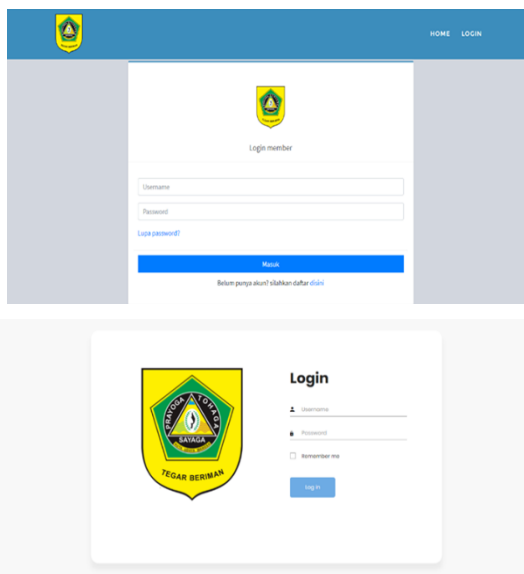 HOME LOGIN
Login member
Username
Password
Lupa password?
Masuk
Belum punya akun? silahkan daftar disini
PRAYOGA TOHAGA
SAYAGA
TEGAR BERIMAN
Login
Username
Password
Remember me
Log in